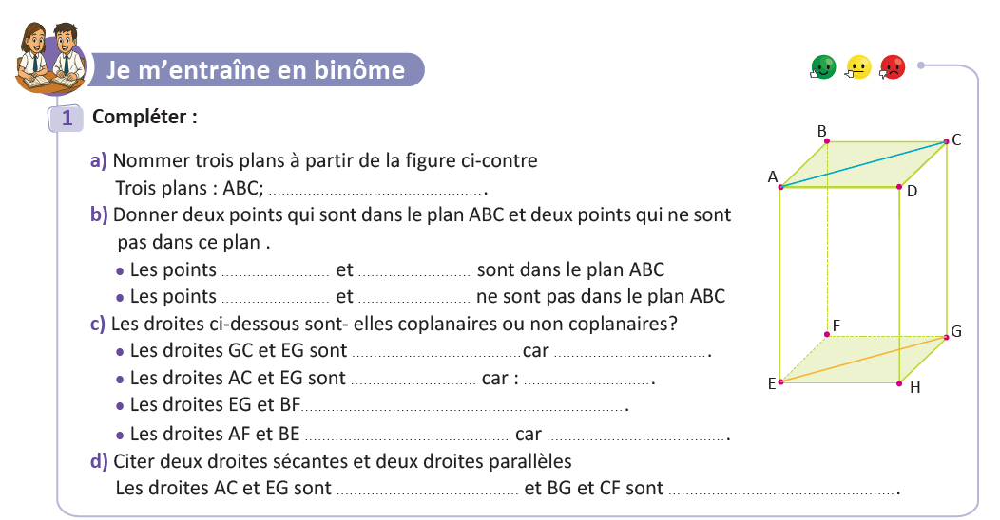 Je m’entraîne en binôme
1 Compléter :
a) Nommer trois plans à partir de la figure ci-contre
Trois plans : ABC; .............................................
b) Donner deux points qui sont dans le plan ABC et deux points qui ne sont
pas dans ce plan .
• Les points ....................... et ........................ sont dans le plan ABC
• Les points ....................... et ........................ ne sont pas dans le plan ABC
c) Les droites ci-dessous sont- elles coplanaires ou non coplanaires?
• Les droites GC et EG sont .................................... car .................................
• Les droites AC et EG sont ........................... car : ...........................
• Les droites EG et BF.....................................................................
• Les droites AF et BE ............................................ car .......................................
d) Citer deux droites sécantes et deux droites parallèles
Les droites AC et EG sont ....................................... et BG et CF sont .................................................
B
C
A
D
F
G
E
H